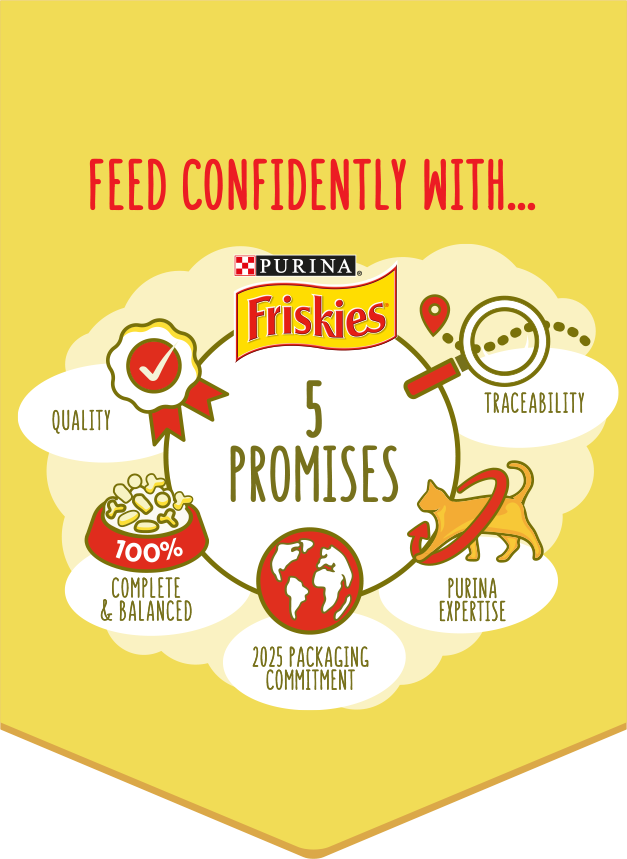 FEED CONFIDENTLY WITH...
PURINA®
Friskies®
5
PROMISES
QUALITY
TRACEABILITY
100%
COMPLETE
& BALANCED
PURINA
EXPERTISE
2025 PACKAGING
COMMITMENT